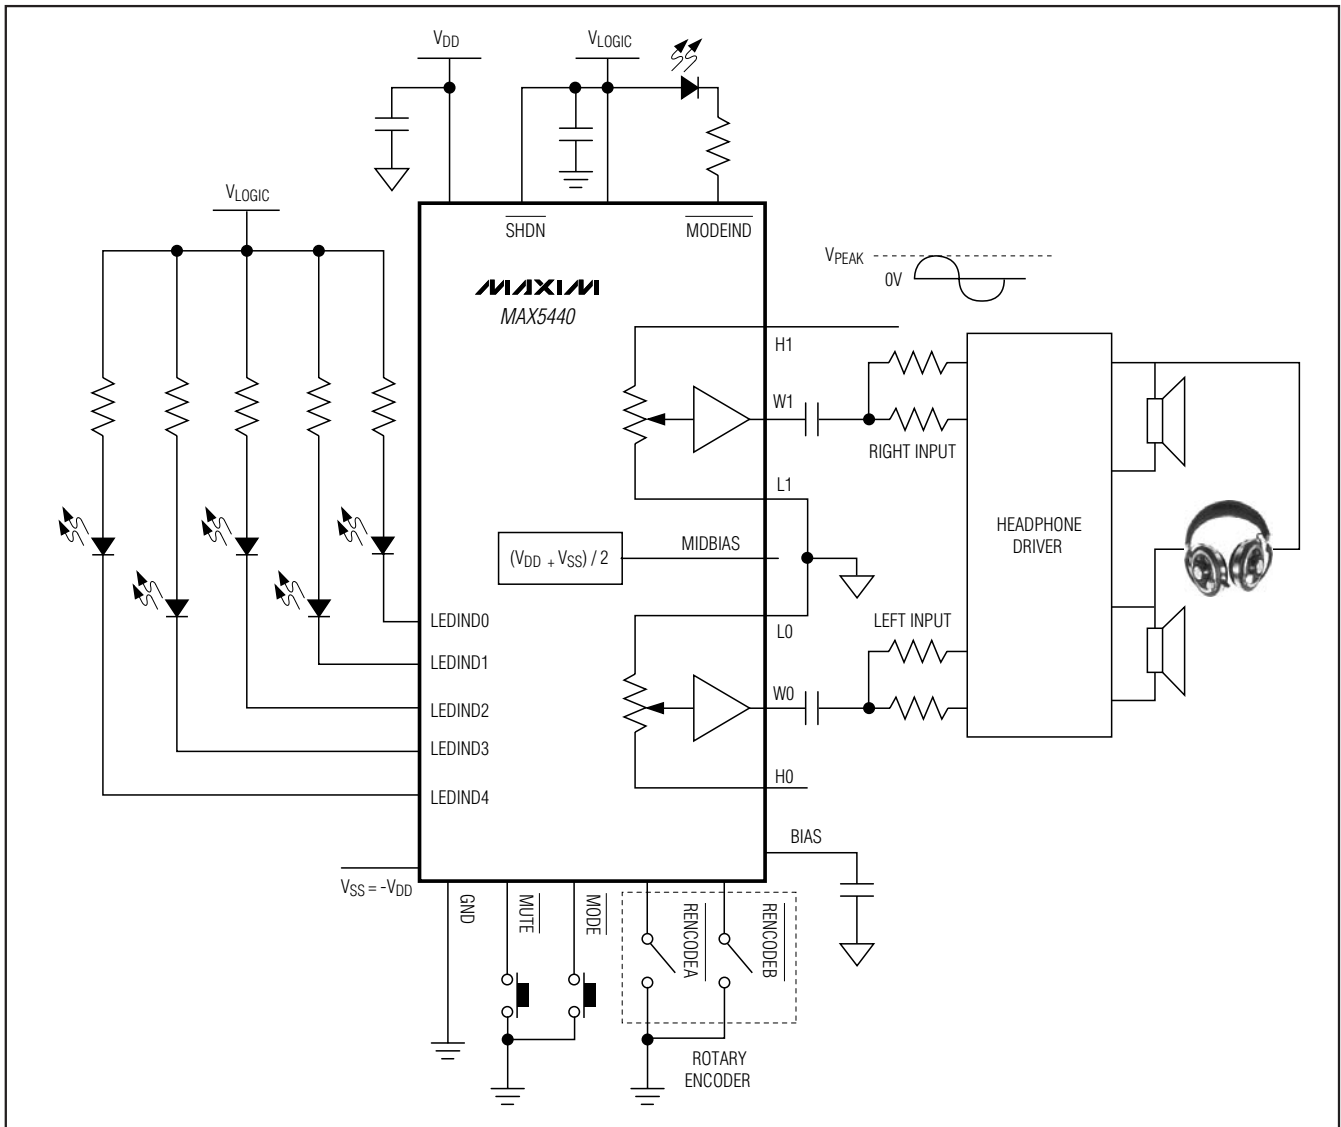 VDD
VLOGIC
VLOGIC
SHDN
MODEIND
MAXIM
MAX5440
VPEAK
0V
H1
W1
RIGHT INPUT
L1
HEADPHONE
DRIVER
(VDD + VSS) / 2
MIDBIAS
LEDIND0
LEDIND1
LEDIND2
LEDIND3
LEDIND4
L0
LEFT INPUT
W0
H0
BIAS
VSS = -VDD
GND
MUTE
MODE
RENCODEA
RENCODEB
ROTARY
ENCODER